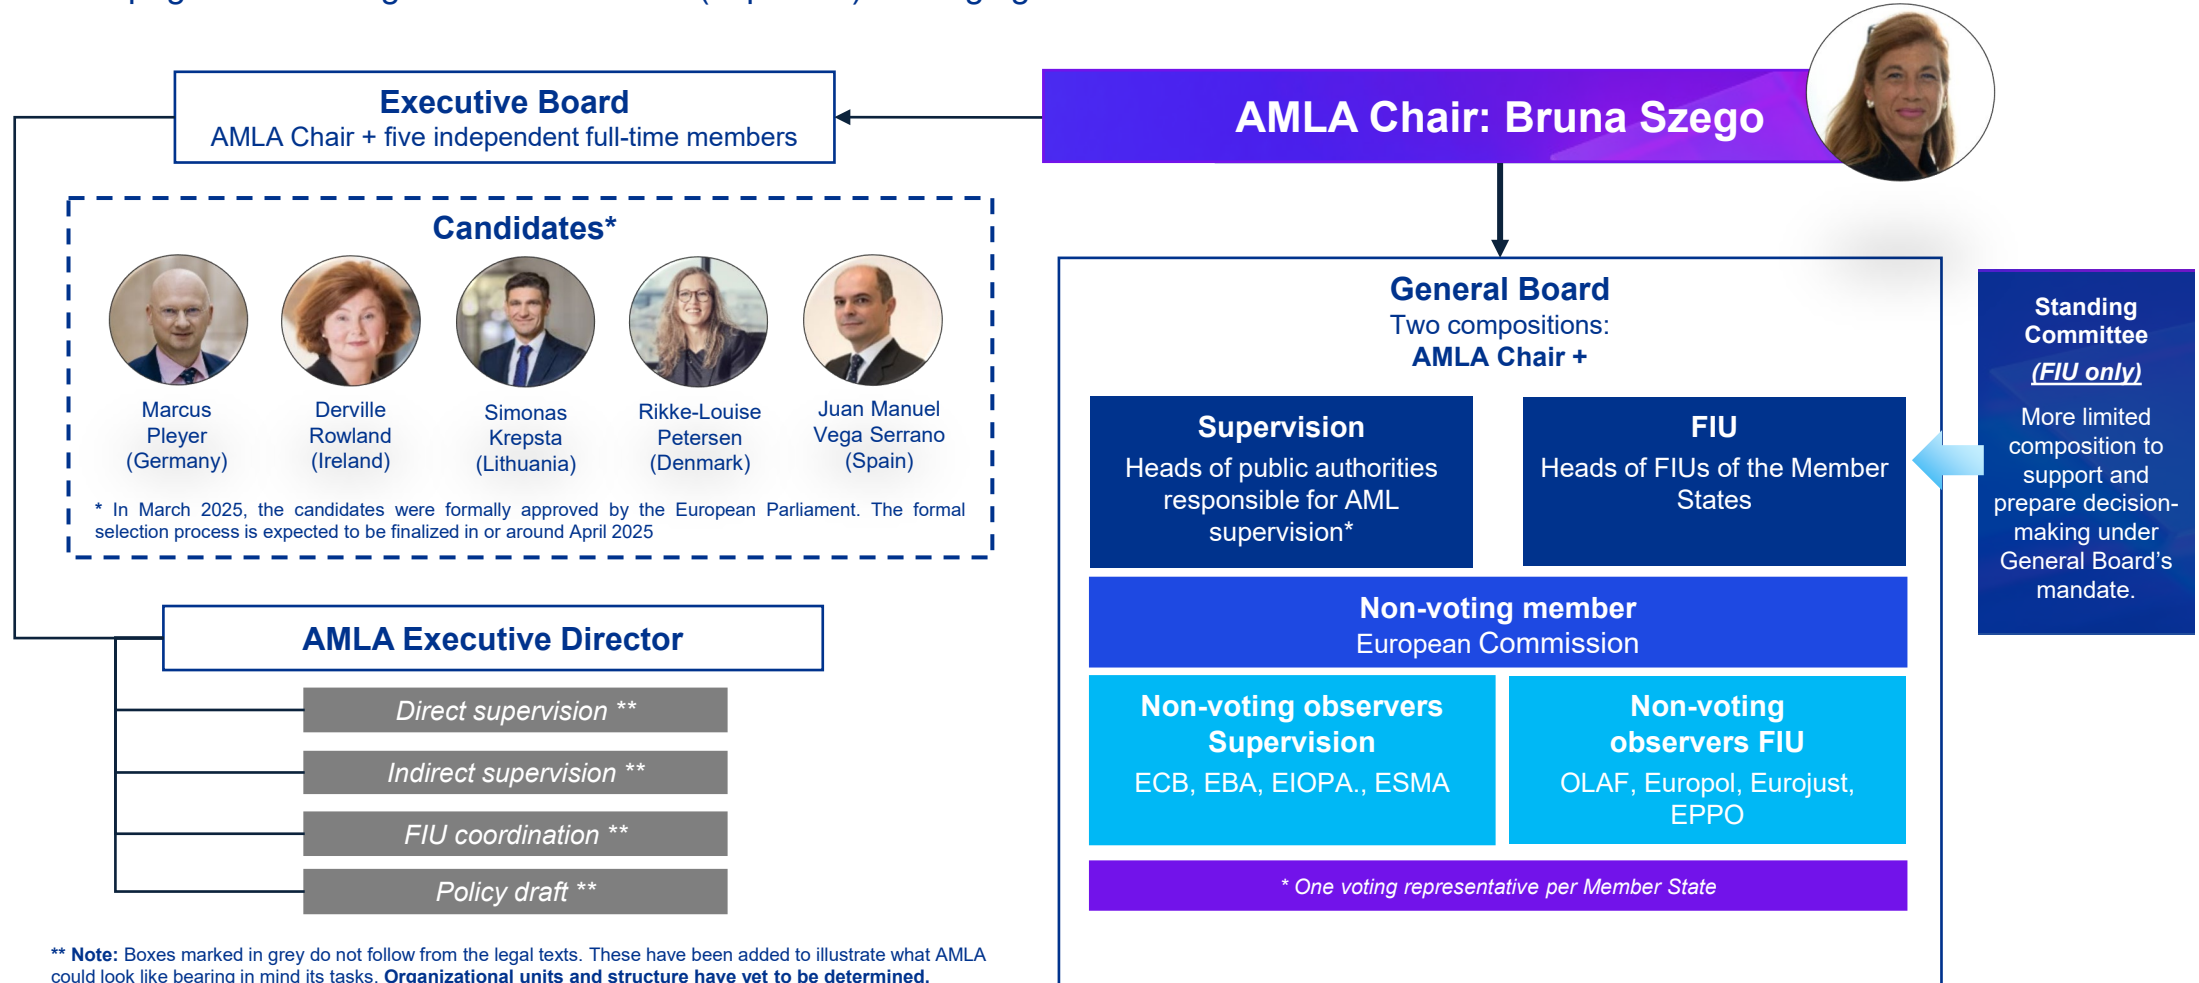 Executive Board
AMLA Chair + five independent full-time members
AMLA Chair: Bruna Szego
Candidates*
Marcus
Pleyer
(Germany)
Derville
Rowland
(Ireland)
Simonas
Krepsta
(Lithuania)
Rikke-Louise
Petersen
(Denmark)
Juan Manuel
Vega Serrano
(Spain)
* In March 2025, the candidates were formally approved by the European Parliament. The formal
selection process is expected to be finalized in or around April 2025
AMLA Executive Director
Direct supervision **
Indirect supervision **
FIU coordination **
Policy draft **
** Note: Boxes marked in grey do not follow from the legal texts. These have been added to illustrate what AMLA
could look like bearing in mind its tasks. Organizational units and structure have yet to be determined.
General Board
Two compositions:
AMLA Chair +
Supervision
Heads of public authorities
responsible for AML
supervision*
FIU
Heads of FIUs of the Member
States
Non-voting member
European Commission
Non-voting observers
Supervision
ECB, EBA, EIOPA., ESMA
Non-voting
observers FIU
OLAF, Europol, Eurojust,
EPPO
* One voting representative per Member State
Standing
Committee
(FIU only)
More limited
composition to
support and
prepare decision-
making under
General Board’s
mandate.